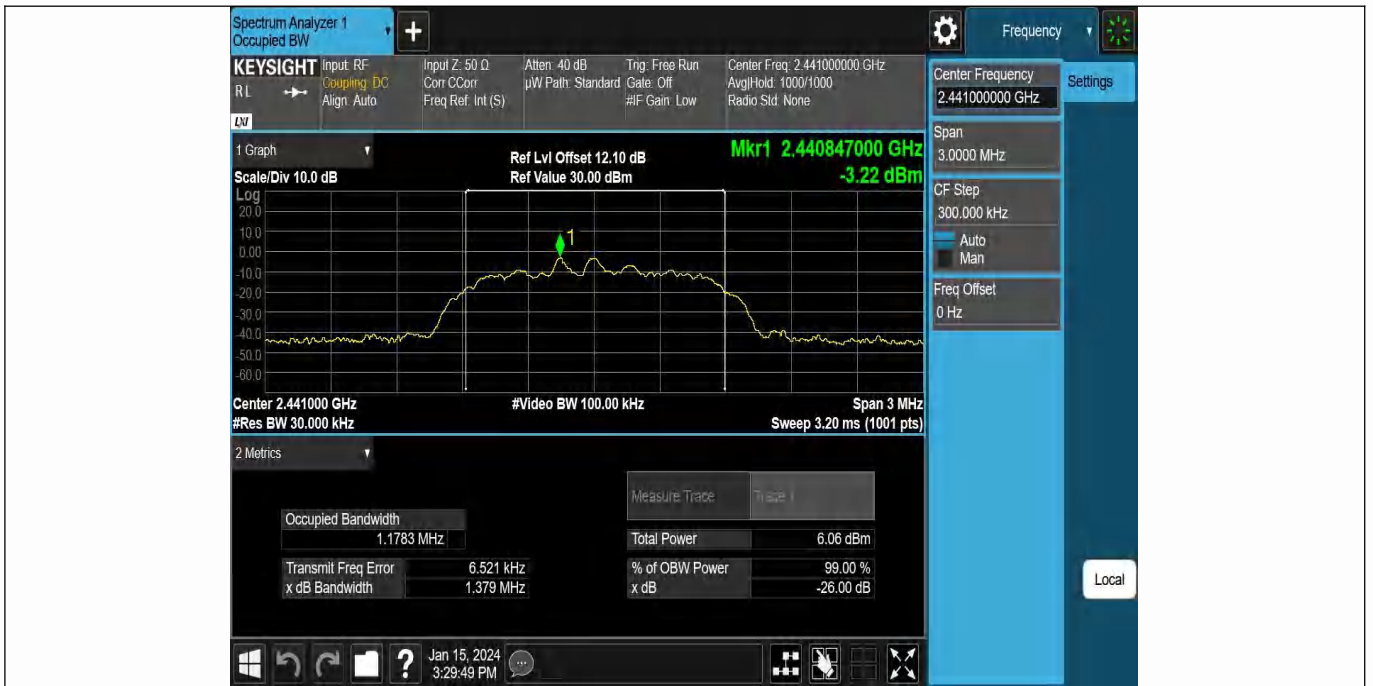 Spectrum Analyzer 1
Occupied BW
+
Frequency
KEYSIGHT
RL
LXI
Input: RF
Coupling: DC
Align: Auto
Input Z: 50 Ω
Corr CCorr
Freq Ref: Int (S)
Atten: 40 dB
µW Path: Standard
Trig: Free Run
Gate: Off
#IF Gain: Low
Center Freq: 2.441000000 GHz
Avg|Hold: 1000/1000
Radio Std: None
Center Frequency
2.441000000 GHz
Settings
Span
3.0000 MHz
CF Step
300.000 kHz
Auto
Man
Freq Offset
0 Hz
1 Graph
Scale/Div 10.0 dB
Ref Lvl Offset 12.10 dB
Ref Value 30.00 dBm
Mkr1 2.440847000 GHz
-3.22 dBm
Log
20.0
10.0
0.00
-10.0
-20.0
-30.0
-40.0
-50.0
-60.0
1
Center 2.441000 GHz
#Video BW 100.00 kHz
Span 3 MHz
#Res BW 30.000 kHz
Sweep 3.20 ms (1001 pts)
2 Metrics
Measure Trace
Trace 1
Occupied Bandwidth
1.1783 MHz
Total Power
6.06 dBm
Transmit Freq Error
6.521 kHz
% of OBW Power
99.00 %
x dB Bandwidth
1.379 MHz
x dB
-26.00 dB
Local
?
Jan 15, 2024
3:29:49 PM